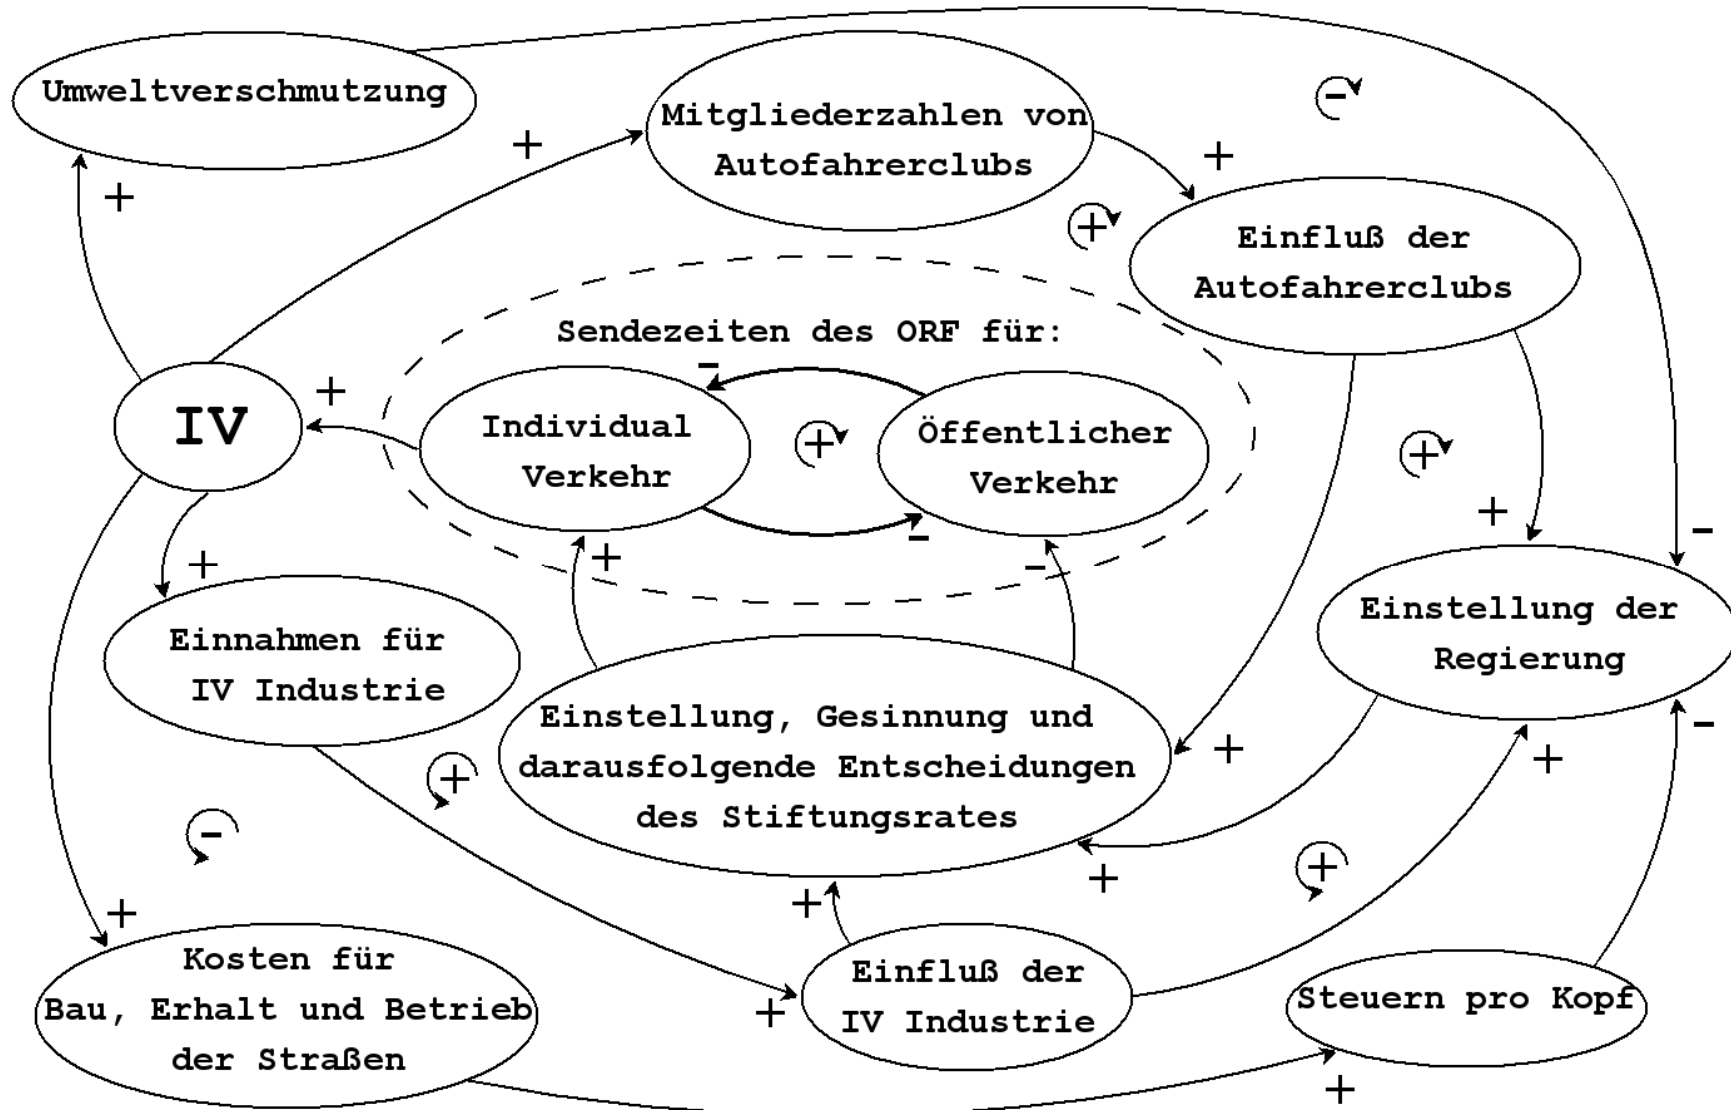 Umweltverschmutzung
Mitgliederzahlen von
Autofahrerclubs
+
+
+
-
+
Einfluß der
Autofahrerclubs
Sendezeiten des ORF für:
IV
+
-
Individual
Verkehr
+
Öffentlicher
Verkehr
+
+
-
+
+
-
-
Einnahmen für
IV Industrie
Einstellung der
Regierung
Einstellung, Gesinnung und
darausfolgende Entscheidungen
des Stiftungsrates
+
+
-
+
-
+
+
+
+
Kosten für
Bau, Erhalt und Betrieb
der Straßen
+
Einfluß der
IV Industrie
Steuern pro Kopf
+